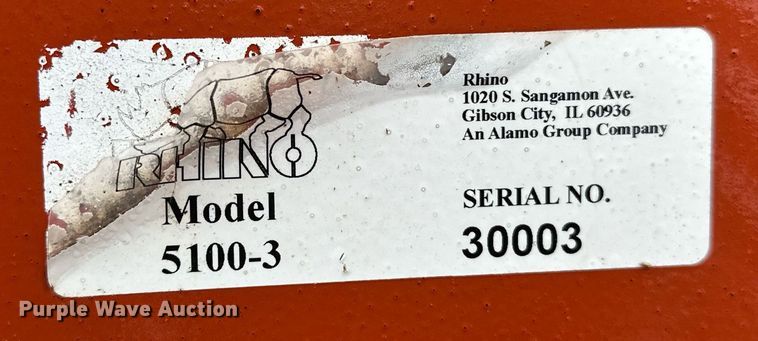 RHINO
Model
5100-3
Rhino
1020 S. Sangamon Ave.
Gibson City, IL 60936
An Alamo Group Company
SERIAL NO.
30003
Purple Wave Auction